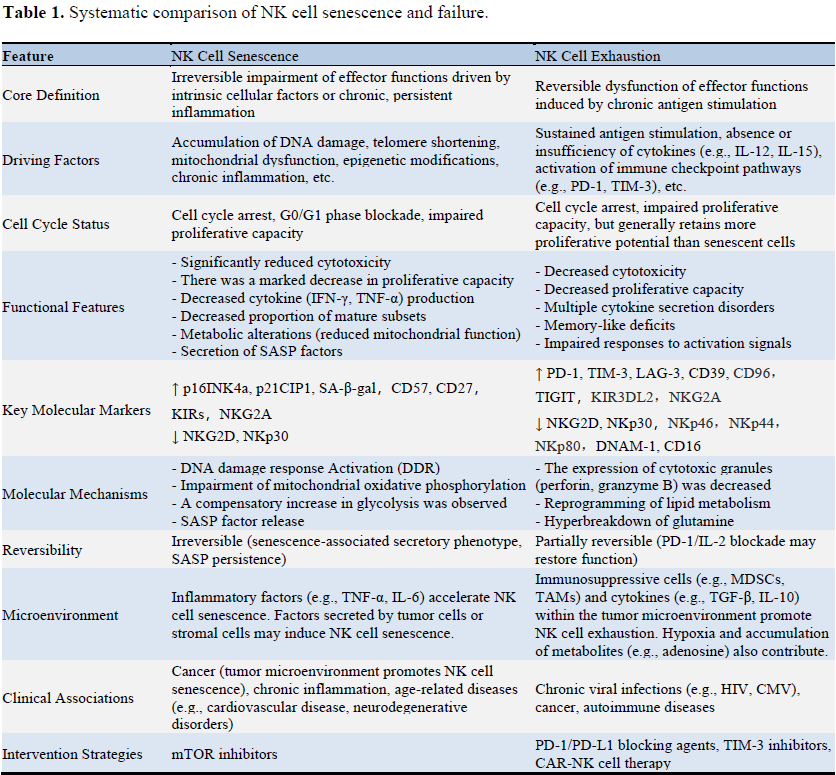 Table 1. Systematic comparison of NK cell senescence and failure.
Feature
NK Cell Senescence
NK Cell Exhaustion
Core Definition
Irreversible impairment of effector functions driven by
intrinsic cellular factors or chronic, persistent
inflammation
Reversible dysfunction of effector functions
induced by chronic antigen stimulation
Driving Factors
Accumulation of DNA damage, telomere shortening,
mitochondrial dysfunction, epigenetic modifications,
chronic inflammation, etc.
Sustained antigen stimulation, absence or
insufficiency of cytokines (e.g., IL-12, IL-15),
activation of immune checkpoint pathways
(e.g., PD-1, TIM-3), etc.
Cell Cycle Status
Cell cycle arrest, G0/G1 phase blockade, impaired
proliferative capacity
Cell cycle arrest, impaired proliferative
capacity, but generally retains more
proliferative potential than senescent cells
Functional Features
- Significantly reduced cytotoxicity
- There was a marked decrease in proliferative capacity
- Decreased cytokine (IFN-γ, TNF-α) production
- Decreased proportion of mature subsets
- Metabolic alterations (reduced mitochondrial function)
- Secretion of SASP factors
- Decreased cytotoxicity
- Decreased proliferative capacity
- Multiple cytokine secretion disorders
- Memory-like deficits
- Impaired responses to activation signals
Key Molecular Markers
↑ p16INK4a, p21CIP1, SA-β-gal, CD57, CD27，
KIRs，NKG2A
↓ NKG2D, NKp30
↑ PD-1, TIM-3, LAG-3, CD39, CD96，
TIGIT，KIR3DL2，NKG2A
↓ NKG2D, NKp30，NKp46，NKp44，
NKp80，DNAM-1, CD16
Molecular Mechanisms
- DNA damage response Activation (DDR)
- Impairment of mitochondrial oxidative phosphorylation
- A compensatory increase in glycolysis was observed
- SASP factor release
- The expression of cytotoxic granules
(perforin, granzyme B) was decreased
- Reprogramming of lipid metabolism
- Hyperbreakdown of glutamine
Reversibility
Irreversible (senescence-associated secretory phenotype,
SASP persistence)
Partially reversible (PD-1/IL-2 blockade may
restore function)
Microenvironment
Inflammatory factors (e.g., TNF-α, IL-6) accelerate NK
cell senescence. Factors secreted by tumor cells or
stromal cells may induce NK cell senescence.
Immunosuppressive cells (e.g., MDSCs,
TAMs) and cytokines (e.g., TGF-β, IL-10)
within the tumor microenvironment promote
NK cell exhaustion. Hypoxia and accumulation
of metabolites (e.g., adenosine) also contribute.
Clinical Associations
Cancer (tumor microenvironment promotes NK cell
senescence), chronic inflammation, age-related diseases
(e.g., cardiovascular disease, neurodegenerative
disorders)
Chronic viral infections (e.g., HIV, CMV),
cancer, autoimmune diseases
Intervention Strategies
mTOR inhibitors
PD-1/PD-L1 blocking agents, TIM-3 inhibitors,
CAR-NK cell therapy